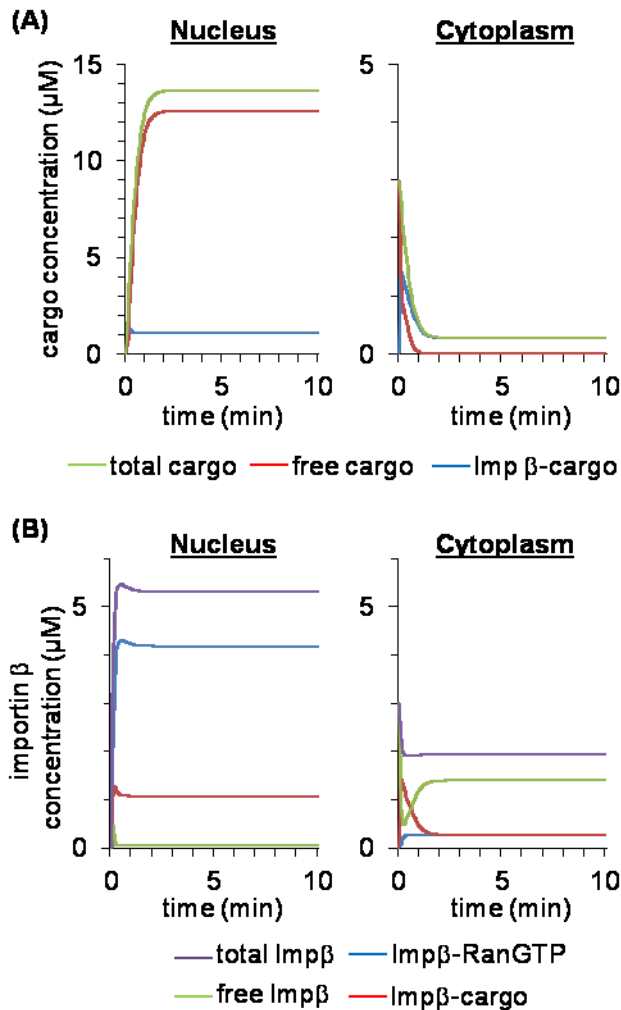 (A)
Nucleus
Cytoplasm
cargo concentration (µM)
15
10
5
0
0
5
10
time (min)
5
0
0
5
10
time (min)
total cargo
free cargo
Imp β-cargo
(B)
Nucleus
Cytoplasm
importin β
concentration (µM)
5
0
0
5
10
time (min)
5
0
0
5
10
time (min)
total Impβ
Impβ-RanGTP
free Impβ
Impβ-cargo